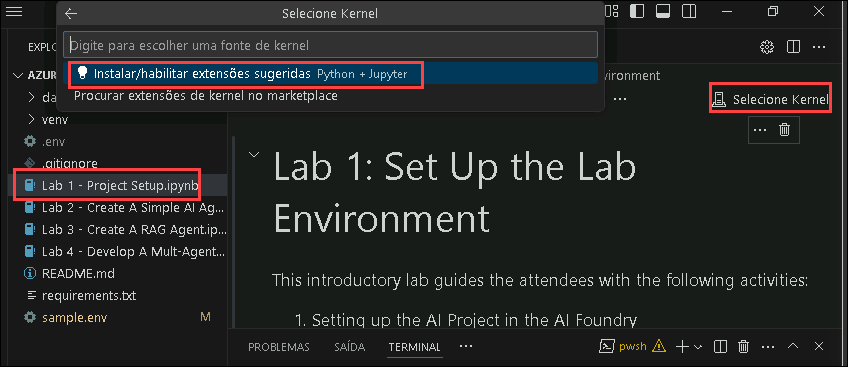 Selecione Kernel
Digite para escolher uma fonte de kernel
Instalar/habilitar extensões sugeridas Python + Jupyter
Procurar extensões de kernel no marketplace
EXPLO
AZUR
da
venv
.env
.gitignore
Lab 1 - Project Setup.ipynb
Lab 2 - Create A Simple AI Ag...
Lab 3 - Create A RAG Agent.ip...
Lab 4 - Develop A Mult-Agent...
README.md
requirements.txt
sample.env M
ironment
... Selecione Kernel
...
Lab 1: Set Up the Lab
Environment
This introductory lab guides the attendees with the following activities:
1. Setting up the AI Project in the AI Foundry
PROBLEMAS SAÍDA TERMINAL ... pwsh ...